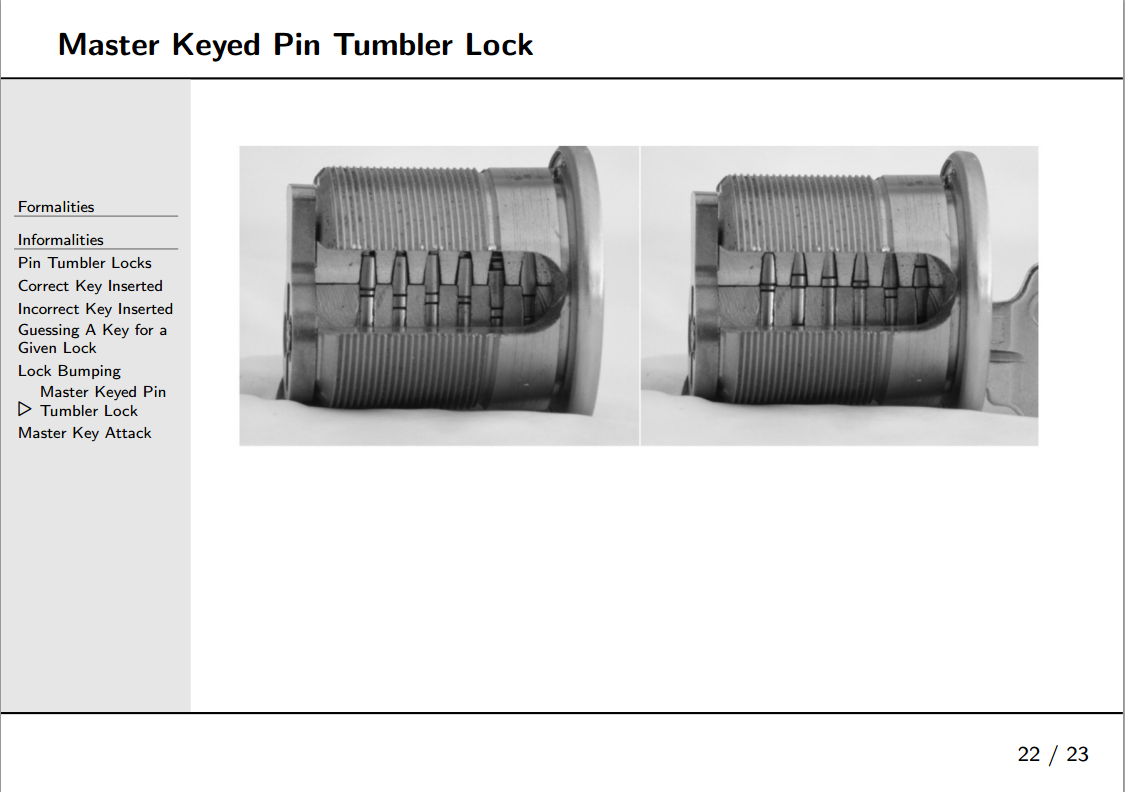 Master Keyed Pin Tumbler Lock
Formalities
Informalities
Pin Tumbler Locks
Correct Key Inserted
Incorrect Key Inserted
Guessing A Key for a
Given Lock
Lock Bumping
Master Keyed Pin
▷ Tumbler Lock
Master Key Attack
22 / 23